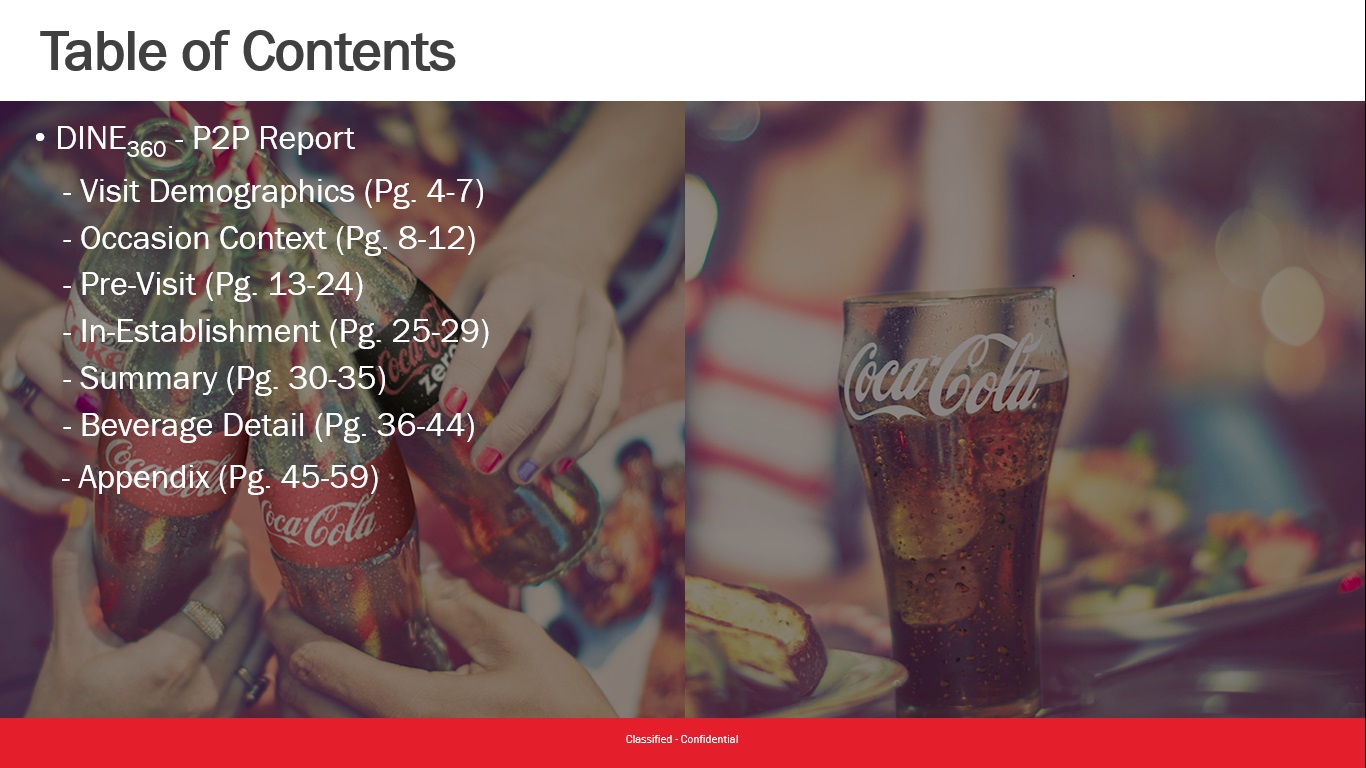 Table of Contents
• DINE360 - P2P Report
- Visit Demographics (Pg. 4-7)
- Occasion Context (Pg. 8-12)
- Pre-Visit (Pg. 13-24)
- In-Establishment (Pg. 25-29)
- Summary (Pg. 30-35)
- Beverage Detail (Pg. 36-44)
- Appendix (Pg. 45-59)
Coca-Cola
zero
Coca-Cola
Coca-Cola
Coca-Cola
Classified - Confidential